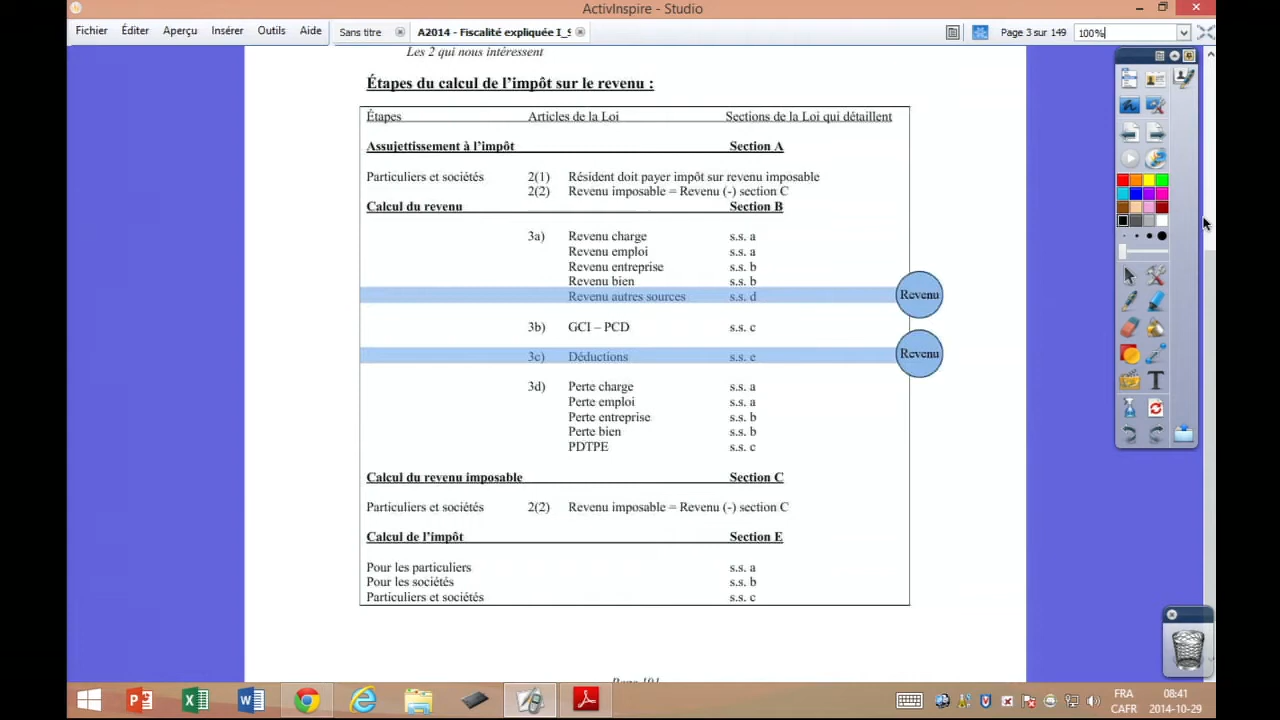 ActivInspire - Studio
Fichier Éditer Aperçu Insérer Outils Aide Sans titre A2014 - Fiscalité expliquée I_S Page 3 sur 149 100%
Les 2 qui nous intéressent
Étapes du calcul de l'impôt sur le revenu :
Étapes Articles de la Loi Sections de la Loi qui détaillent
Assujettissement à l'impôt Section A
Particuliers et sociétés 2(1) Résident doit payer impôt sur revenu imposable
2(2) Revenu imposable = Revenu (-) section C
Calcul du revenu Section B
3a) Revenu charge s.s. a
Revenu emploi s.s. a
Revenu entreprise s.s. b
Revenu bien s.s. b
Revenu autres sources s.s. d Revenu
3b) GCI – PCD s.s. c
3c) Déductions s.s. e Revenu
3d) Perte charge s.s. a
Perte emploi s.s. a
Perte entreprise s.s. b
Perte bien s.s. b
PDTPE s.s. c
Calcul du revenu imposable Section C
Particuliers et sociétés 2(2) Revenu imposable = Revenu (-) section C
Calcul de l'impôt Section E
Pour les particuliers s.s. a
Pour les sociétés s.s. b
Particuliers et sociétés s.s. c
FRA 08:41
CAFR 2014-10-29